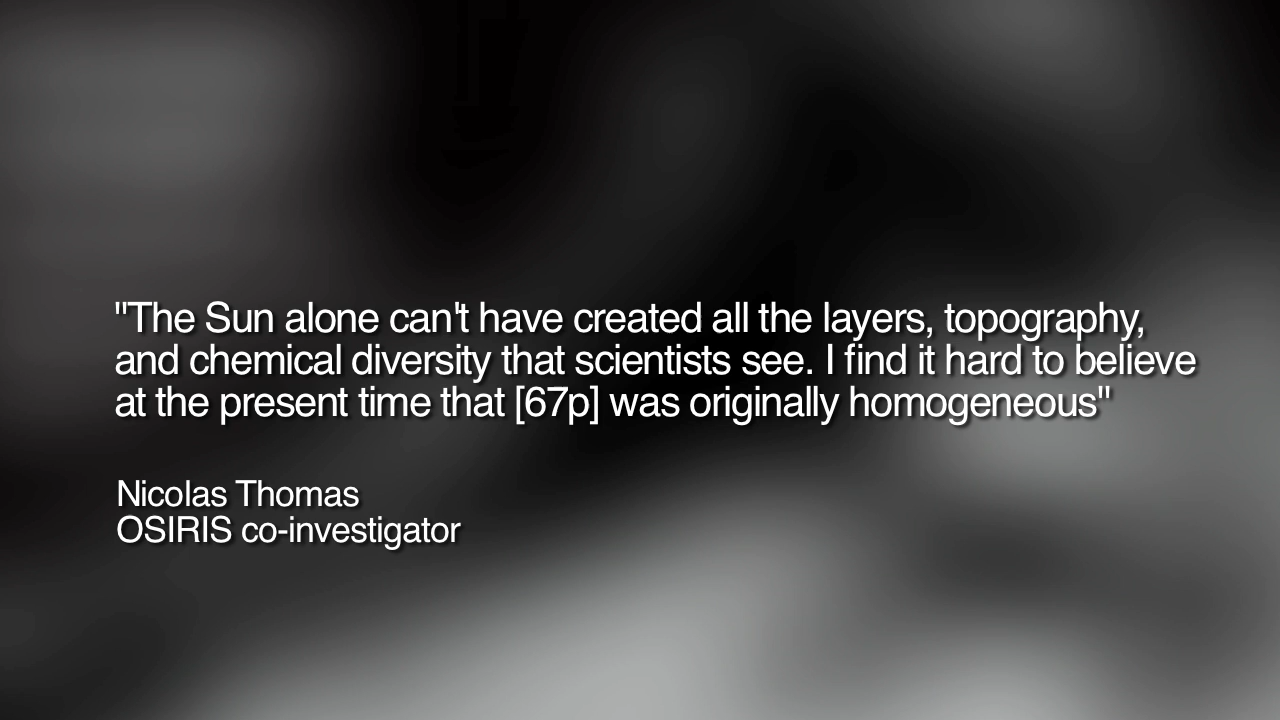 "The Sun alone can't have created all the layers, topography,
and chemical diversity that scientists see. I find it hard to believe
at the present time that [67p] was originally homogeneous"
Nicolas Thomas
OSIRIS co-investigator